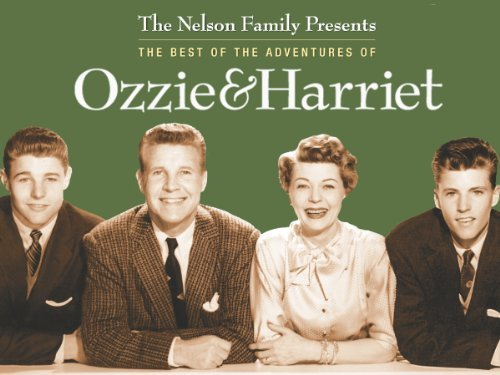 The Nelson Family Presents
THE BEST OF THE ADVENTURES OF
Ozzie&Harriet